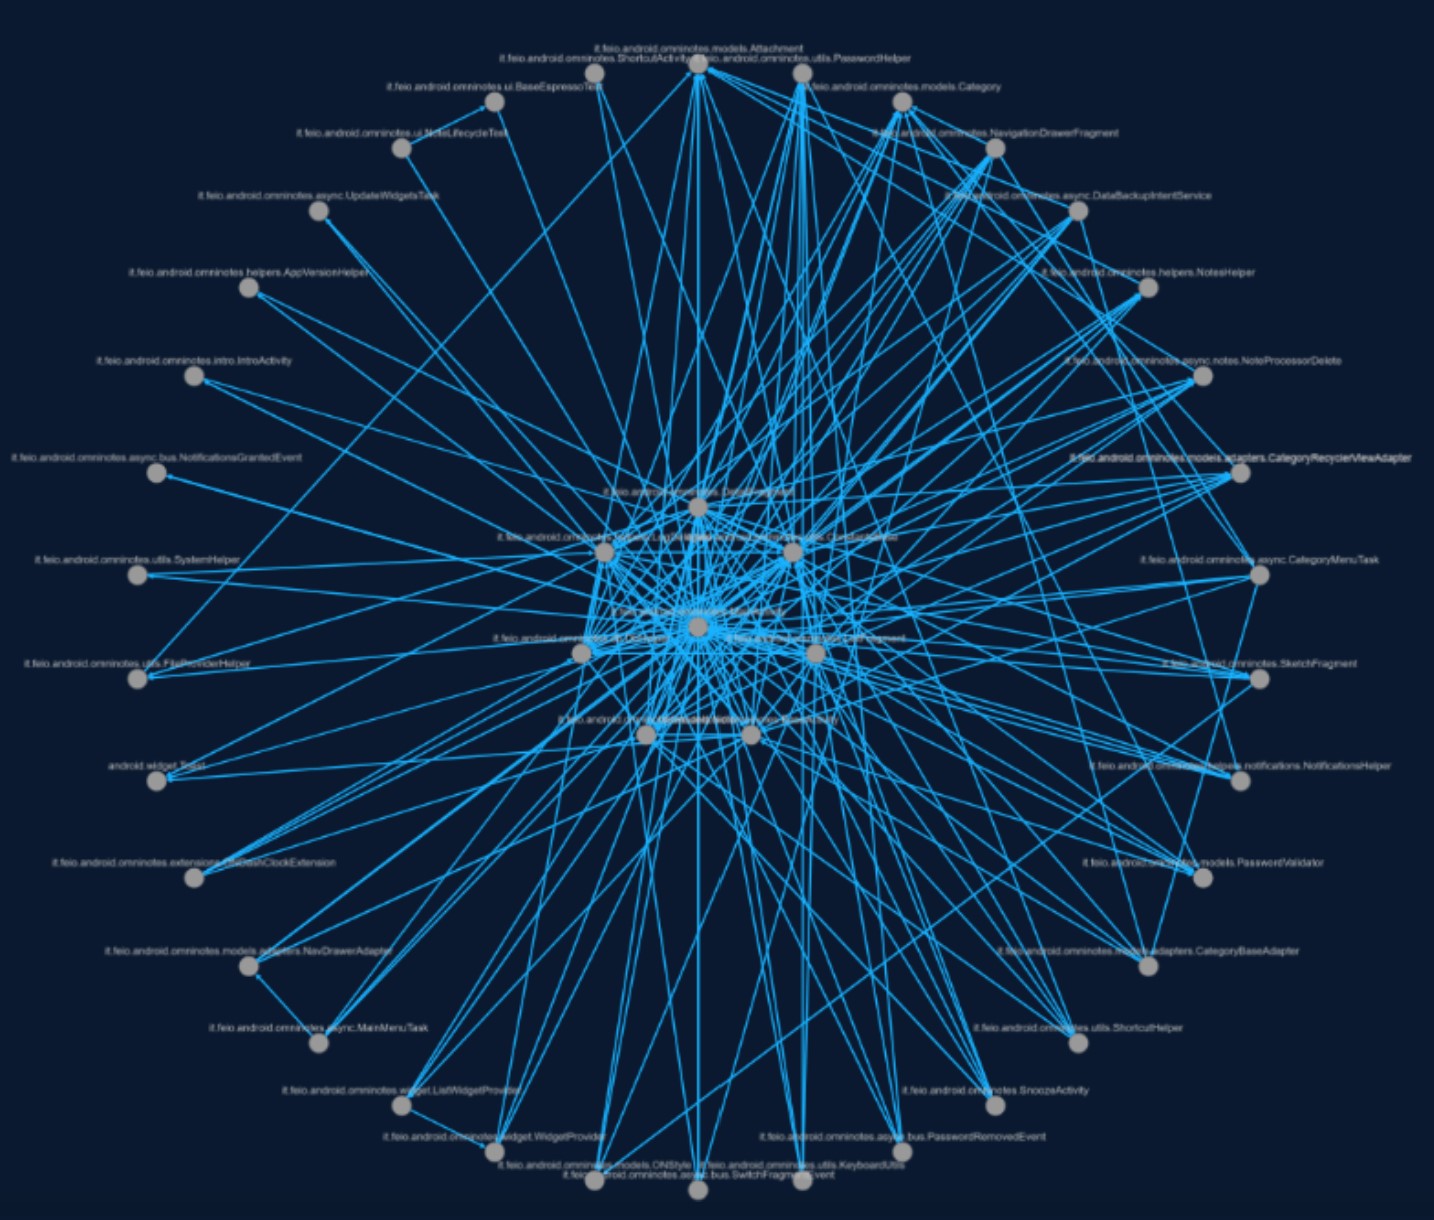 it.feio.android.omninotes.models.Attachment
it.feio.android.omninotes.ShortcutActivity
.feio.android.omninotes.utils.PasswordHelper
it.feio.android.omninotes.ui.BaseEspressoTest
.feio.android.omninotes.models.Category
it.feio.android.omninotes.ui.NoteLifecycleTest
it.feio.android.omninotes.NavigationDrawerFragment
it.feio.android.omninotes.async.UpdateWidgetsTask
it.feio.android.omninotes.async.DataBackupIntentService
it.feio.android.omninotes.helpers.AppVersionHelper
it.feio.android.omninotes.helpers.NotesHelper
it.feio.android.omninotes.intro.IntroActivity
it.feio.android.omninotes.async.notes.NoteProcessorDelete
it.feio.android.omninotes.async.bus.NotificationsGrantedEvent
it.feio.android.omninotes.models.adapters.CategoryRecyclerViewAdapter
it.feio.android.omninotes.utils.SystemHelper
it.feio.android.omninotes.async.CategoryMenuTask
it.feio.android.omninotes.utils.FileProviderHelper
it.feio.android.omninotes.SketchFragment
android.widget.Toast
it.feio.android.omninotes.helpers.notifications.NotificationsHelper
it.feio.android.omninotes.extensions.ONDashClockExtension
it.feio.android.omninotes.models.PasswordValidator
it.feio.android.omninotes.models.adapters.NavDrawerAdapter
it.feio.android.omninotes.models.adapters.CategoryBaseAdapter
it.feio.android.omninotes.async.MainMenuTask
it.feio.android.omninotes.utils.ShortcutHelper
it.feio.android.omninotes.widget.ListWidgetProvider
it.feio.android.omninotes.SnoozeActivity
it.feio.android.omninotes.widget.WidgetProvider
it.feio.android.omninotes.async.bus.PasswordRemovedEvent
it.feio.android.omninotes.models.ONStyle
it.feio.android.omninotes.utils.KeyboardUtils
it.feio.android.omninotes.async.bus.SwitchFragmentEvent